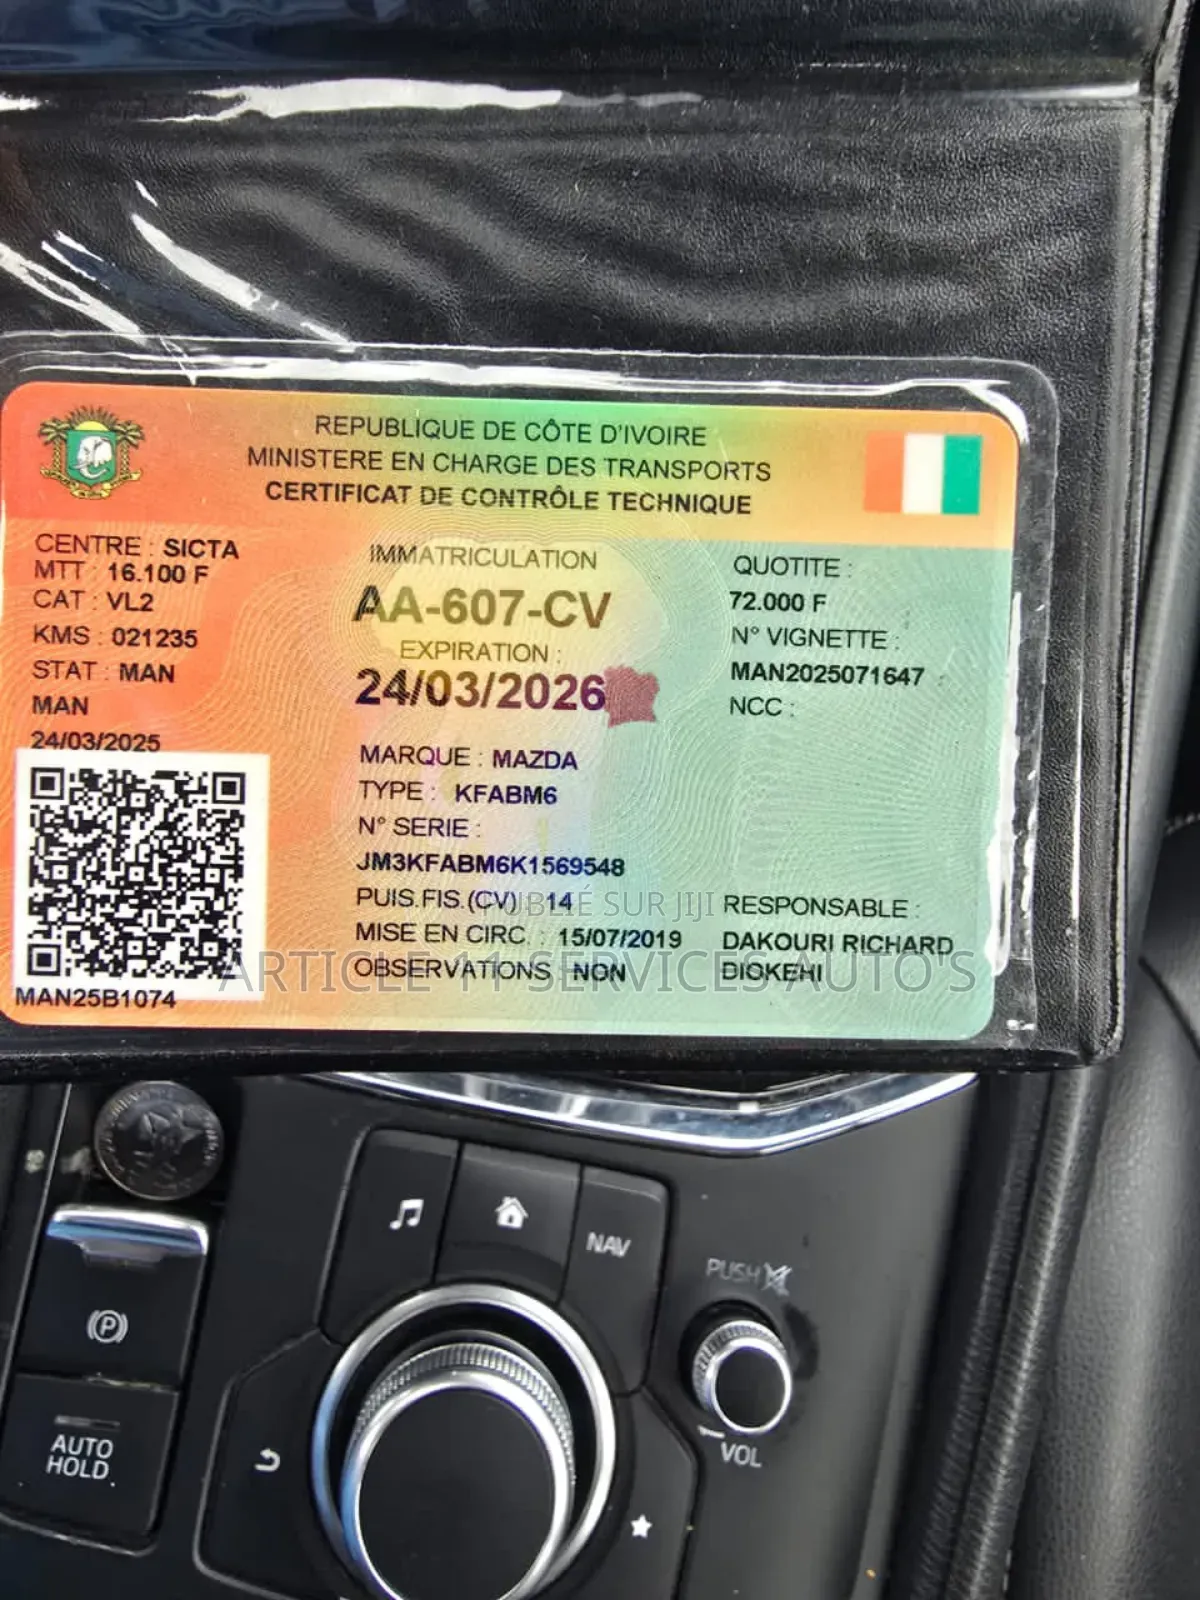 REPUBLIQUE DE CÔTE D'IVOIRE
MINISTERE EN CHARGE DES TRANSPORTS
CERTIFICAT DE CONTRÔLE TECHNIQUE
CENTRE : SICTA
MTT : 16.100 F
CAT : VL2
KMS : 021235
STAT : MAN
MAN
24/03/2025
MAN25B1074
IMMATRICULATION
AA-607-CV
EXPIRATION :
24/03/2026
MARQUE : MAZDA
TYPE : KFABM6
N° SERIE :
JM3KFABM6K1569548
PUIS.FIS.(CV) 14
MISE EN CIRC. : 15/07/2019
OBSERVATIONS NON
QUOTITE :
72.000 F
N° VIGNETTE :
MAN2025071647
NCC :
RESPONSABLE :
DAKOURI RICHARD
DIOKEHI
PUBLIÉ SUR JIJI
ARTICLE 11 SERVICES AUTO'S
NAV
PUSH
VOL
P
AUTO
HOLD